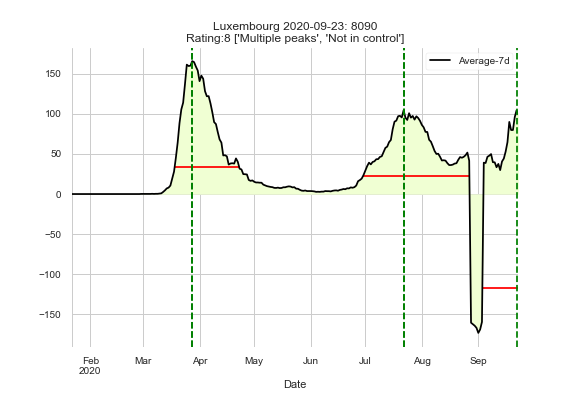 Luxembourg 2020-09-23: 8090
Rating:8 ['Multiple peaks', 'Not in control']
Average-7d
150
100
50
0
−50
−100
−150
Feb Mar Apr May Jun Jul Aug Sep
2020
Date